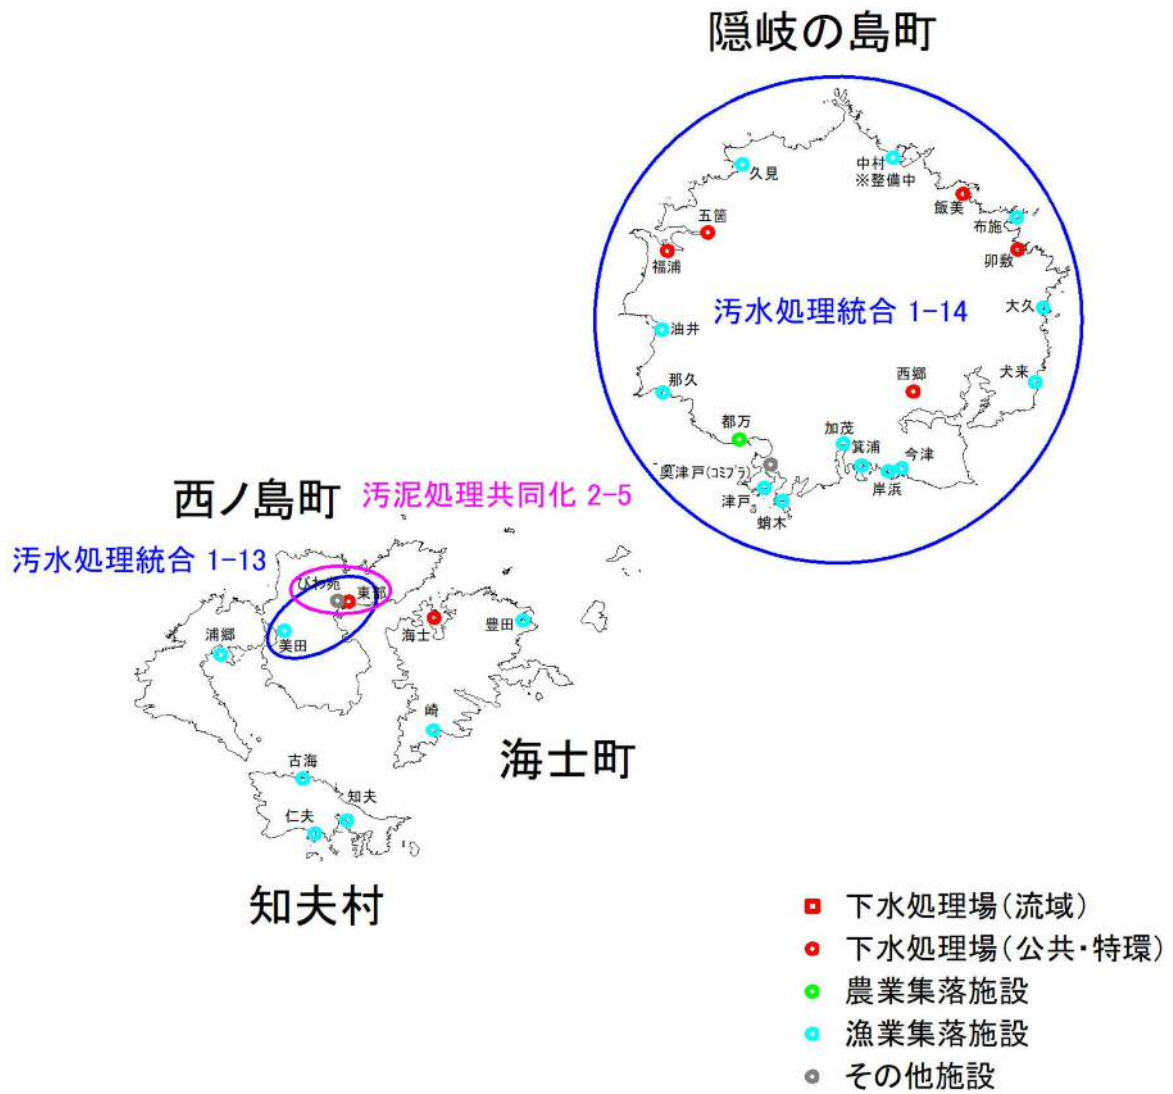 隠岐の島町
中村
※整備中
久見
飯美
布施
五箇
福浦
卯敷
汚水処理統合 1-14
大久
油井
西郷
犬来
那久
都万
加茂
箕浦
今津
奥津戸(コミプラ)
岸浜
津戸
蛸木
西ノ島町
汚泥処理共同化 2-5
汚水処理統合 1-13
びわ苑
東部
浦郷
美田
海士
豊田
崎
海士町
古海
仁夫
知夫
知夫村
下水処理場(流域)
下水処理場(公共・特環)
農業集落施設
漁業集落施設
その他施設